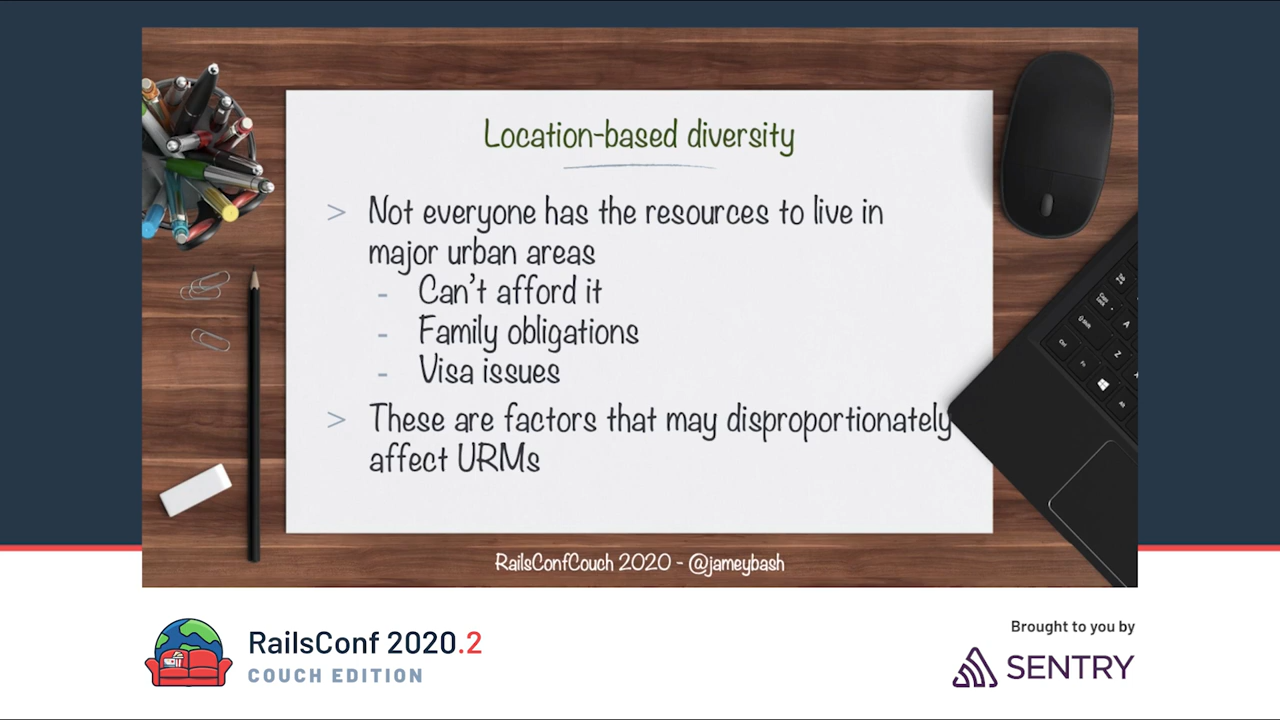 Location-based diversity
> Not everyone has the resources to live in
major urban areas
- Can't afford it
- Family obligations
- Visa issues
> These are factors that may disproportionately
affect URMs
RailsConfCouch 2020 - @jameybash
RailsConf 2020.2
COUCH EDITION
Brought to you by
SENTRY